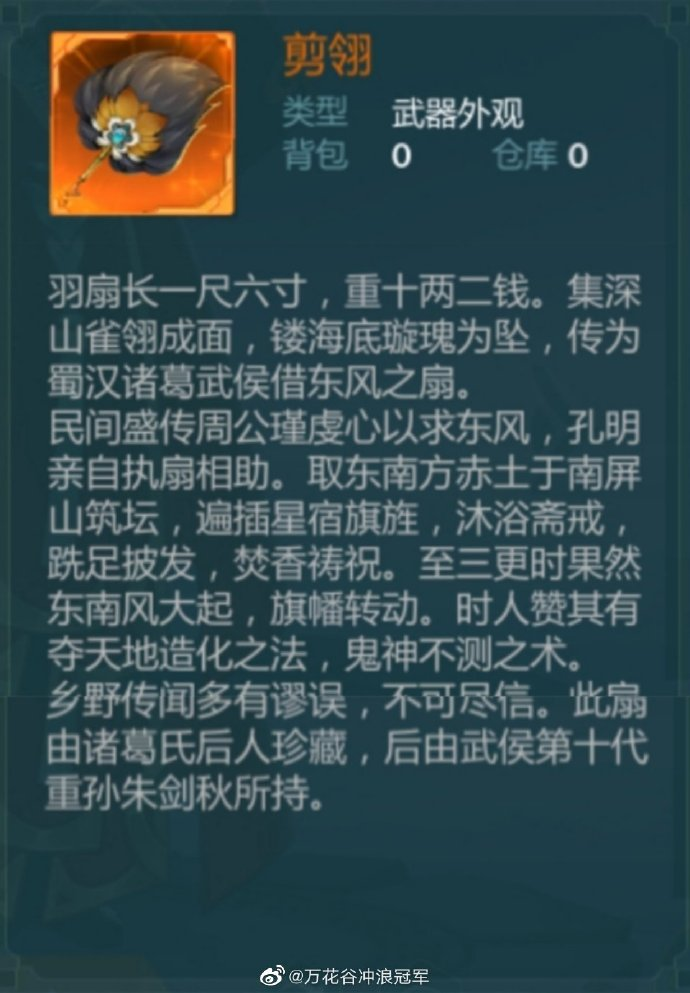 剪翎
类型 武器外观
背包 0 仓库 0
羽扇长一尺六寸，重十两二钱。集深
山雀翎成面，镂海底璇瑰为坠，传为
蜀汉诸葛武侯借东风之扇。
民间盛传周公瑾虔心以求东风，孔明
亲自执扇相助。取东南方赤土于南屏
山筑坛，遍插星宿旗旌，沐浴斋戒，
跣足披发，焚香祷祝。至三更时果然
东南风大起，旗幡转动。时人赞其有
夺天地造化之法，鬼神不测之术。
乡野传闻多有谬误，不可尽信。此扇
由诸葛氏后人珍藏，后由武侯第十代
重孙朱剑秋所持。
@万花谷冲浪冠军